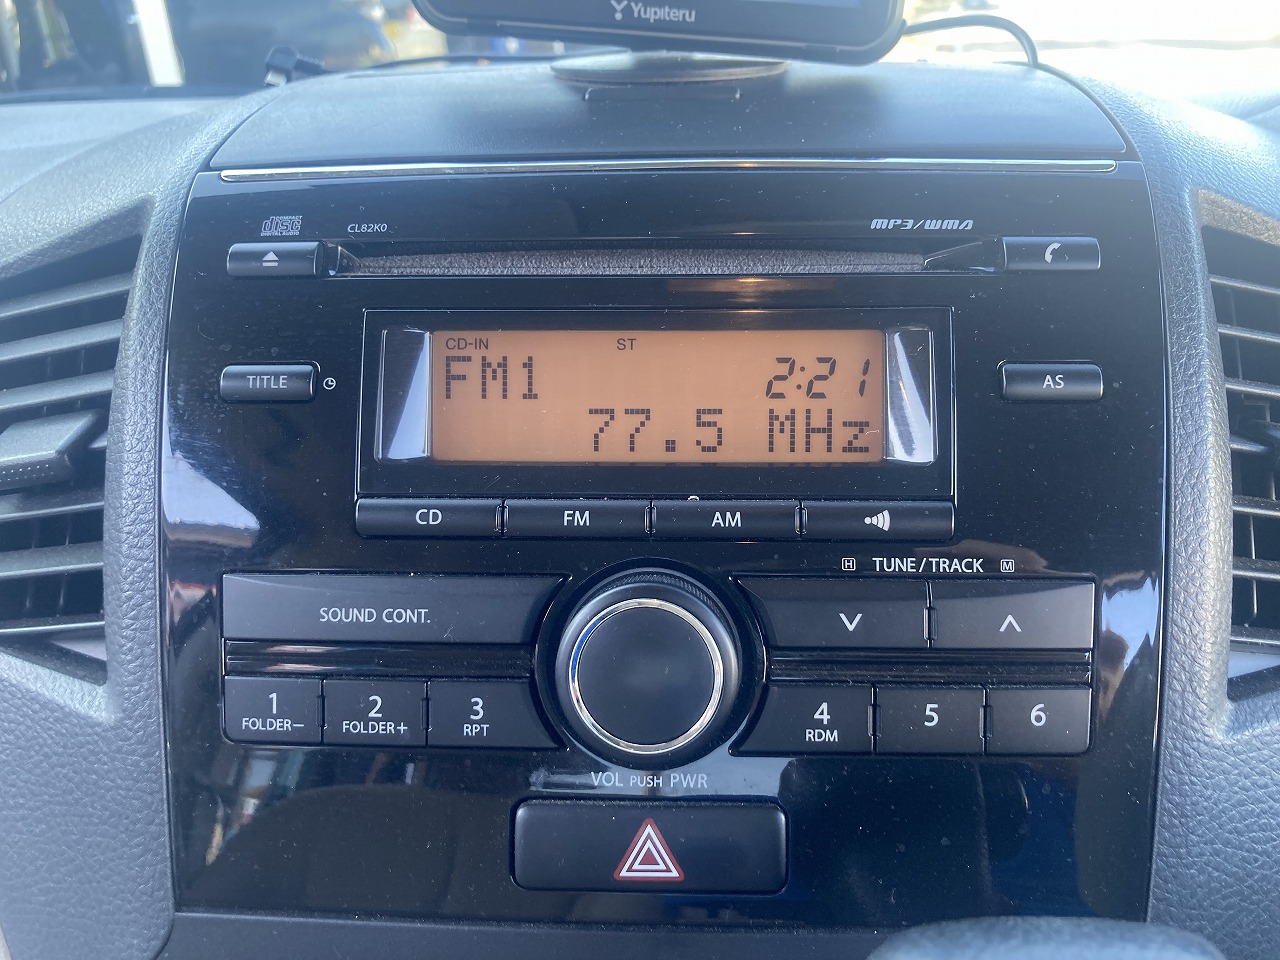 Yupiteru
COMPACT
disc
DIGITAL AUDIO
CL82K0
MP3/WMA
CD-IN ST
FM1 2:21
77.5 MHz
TITLE
AS
CD FM AM
H TUNE/TRACK M
SOUND CONT.
1 2 3 4 5 6
FOLDER− FOLDER+ RPT RDM
VOL PUSH PWR